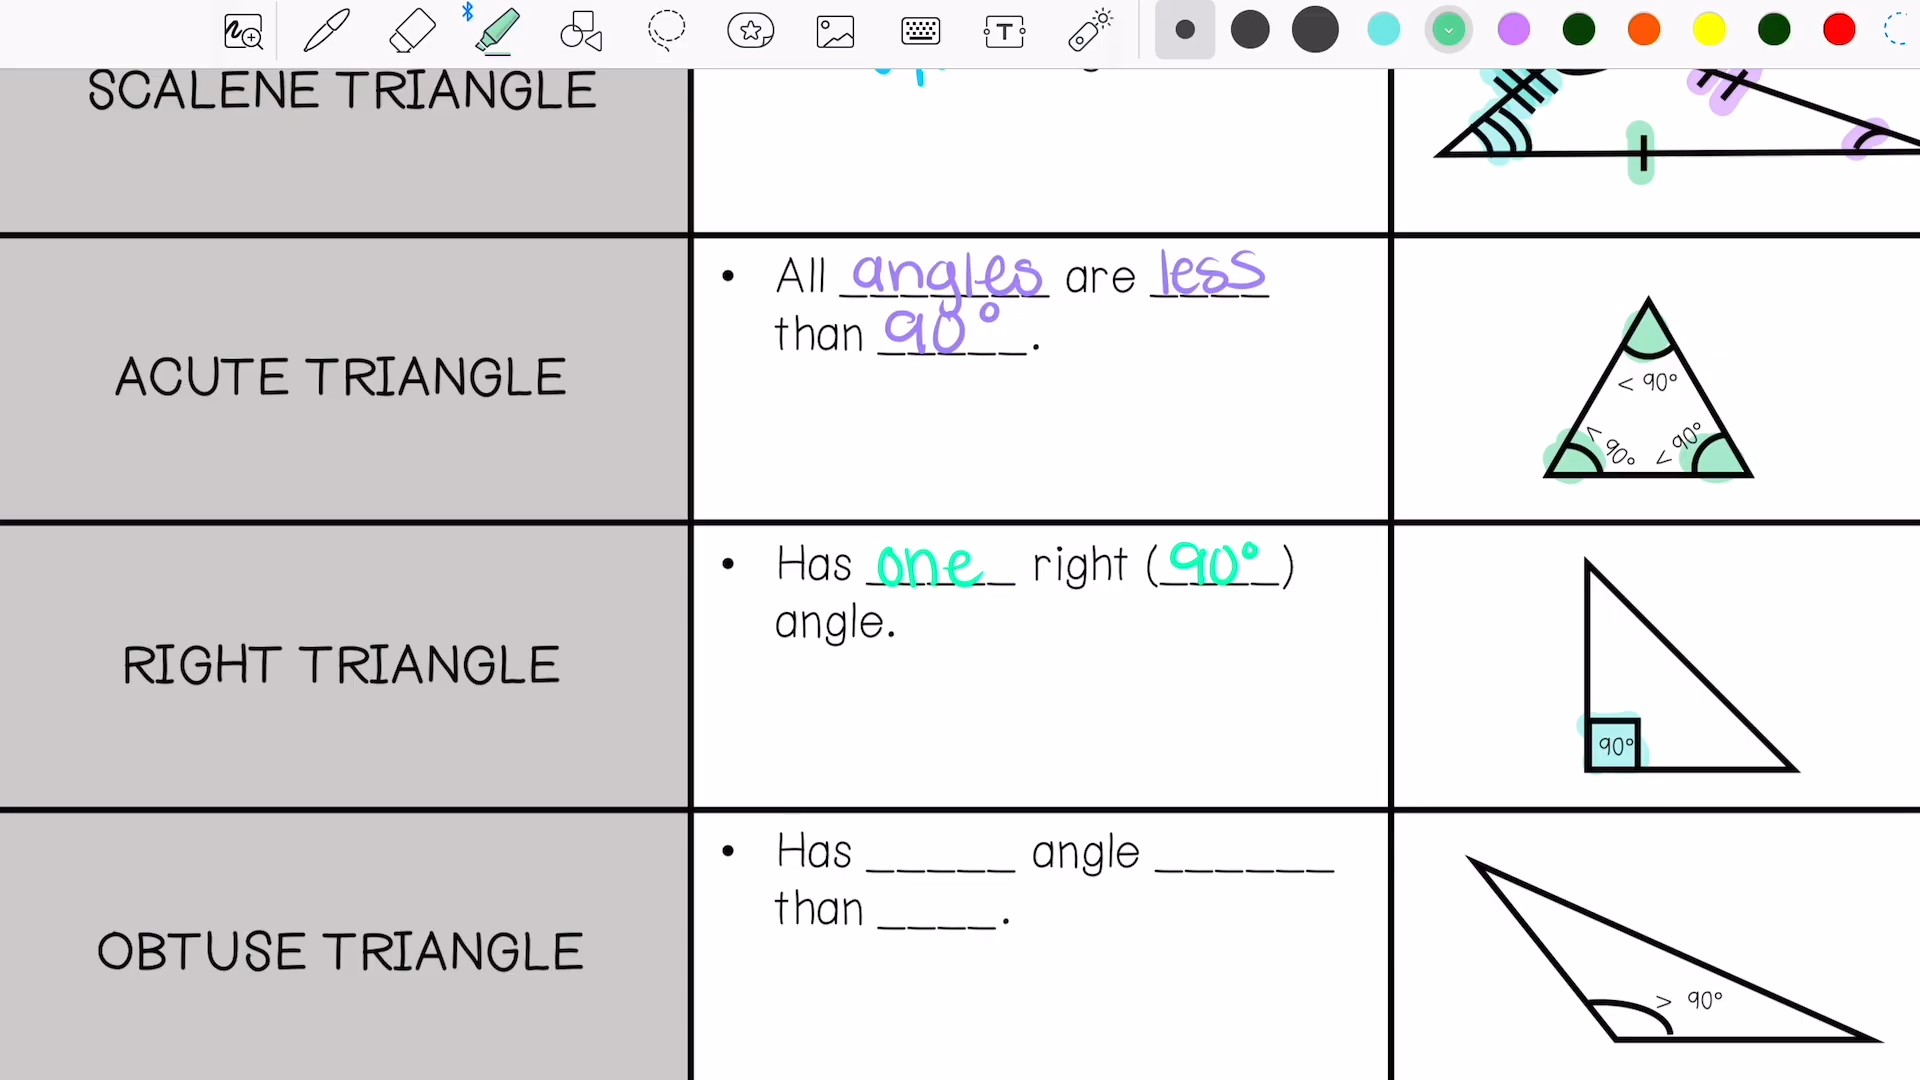 SCALENE TRIANGLE
ACUTE TRIANGLE
• All angles are less
than 90°.
< 90°
< 90°
< 90°
RIGHT TRIANGLE
• Has one right (90°)
angle.
90°
OBTUSE TRIANGLE
• Has _____ angle ______
than ____.
> 90°